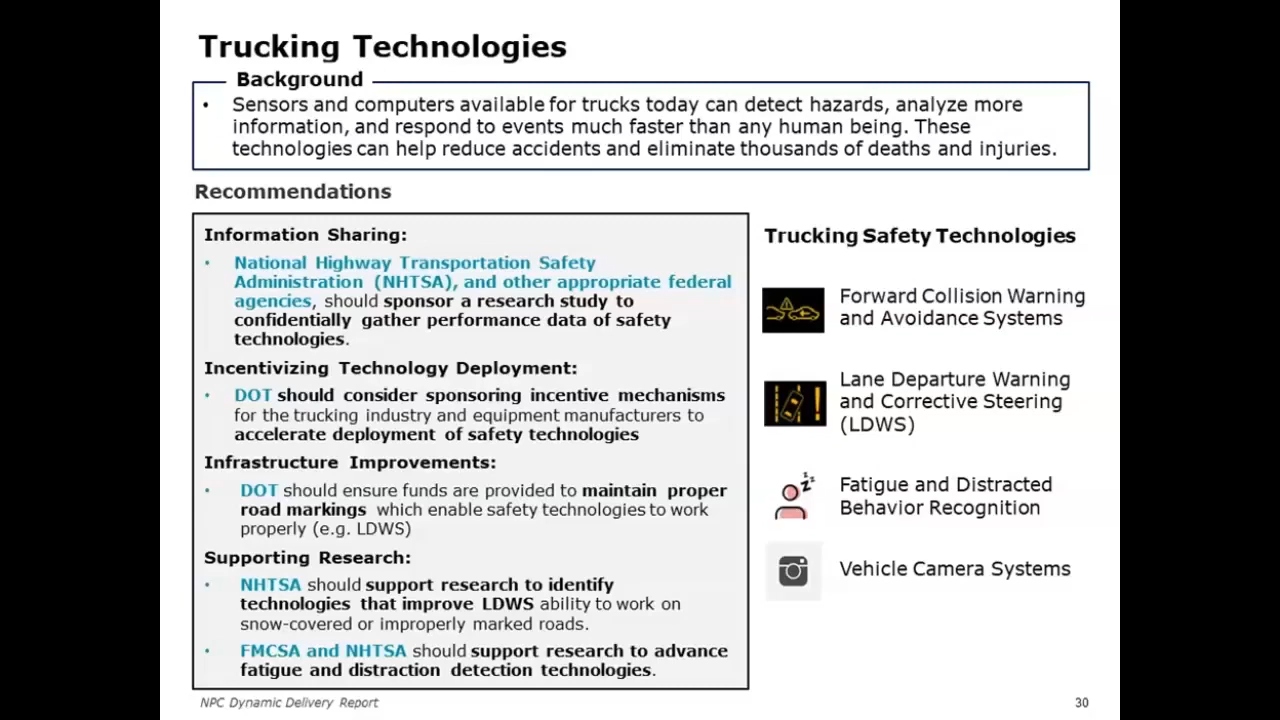 Trucking Technologies
Background
• Sensors and computers available for trucks today can detect hazards, analyze more
information, and respond to events much faster than any human being. These
technologies can help reduce accidents and eliminate thousands of deaths and injuries.
Recommendations
Information Sharing:
• National Highway Transportation Safety
Administration (NHTSA), and other appropriate federal
agencies, should sponsor a research study to
confidentially gather performance data of safety
technologies.
Incentivizing Technology Deployment:
• DOT should consider sponsoring incentive mechanisms
for the trucking industry and equipment manufacturers to
accelerate deployment of safety technologies
Infrastructure Improvements:
• DOT should ensure funds are provided to maintain proper
road markings which enable safety technologies to work
properly (e.g. LDWS)
Supporting Research:
• NHTSA should support research to identify
technologies that improve LDWS ability to work on
snow-covered or improperly marked roads.
• FMCSA and NHTSA should support research to advance
fatigue and distraction detection technologies.
Trucking Safety Technologies
Forward Collision Warning
and Avoidance Systems
Lane Departure Warning
and Corrective Steering
(LDWS)
Fatigue and Distracted
Behavior Recognition
Vehicle Camera Systems
NPC Dynamic Delivery Report
30